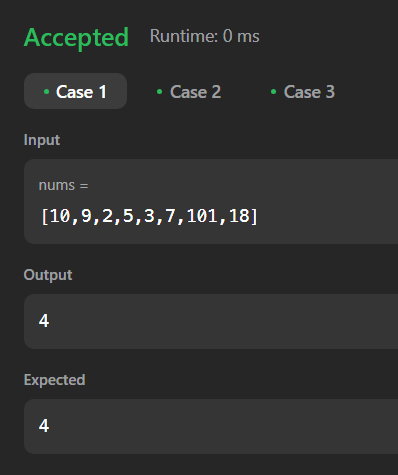 Accepted Runtime: 0 ms
• Case 1 • Case 2 • Case 3
Input
nums =
[10,9,2,5,3,7,101,18]
Output
4
Expected
4